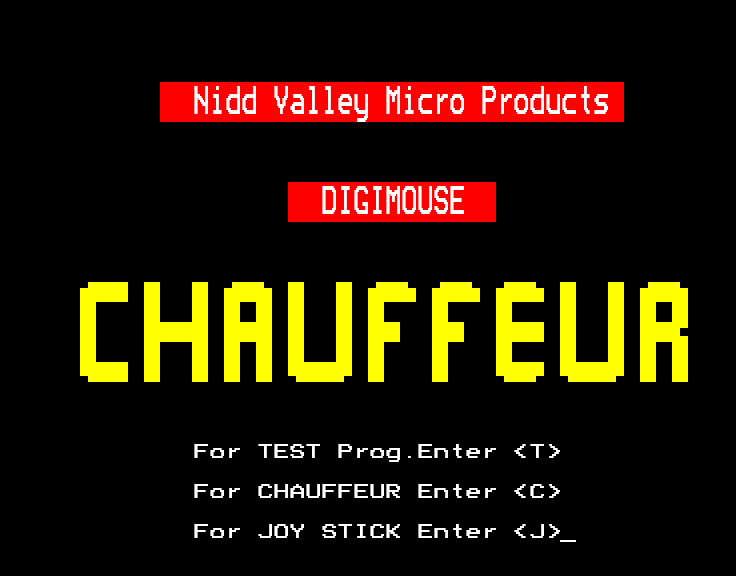 Nidd Valley Micro Products
DIGIMOUSE
CHAUFFEUR
For TEST Prog.Enter <T>
For CHAUFFEUR Enter <C>
For JOY STICK Enter <J>_